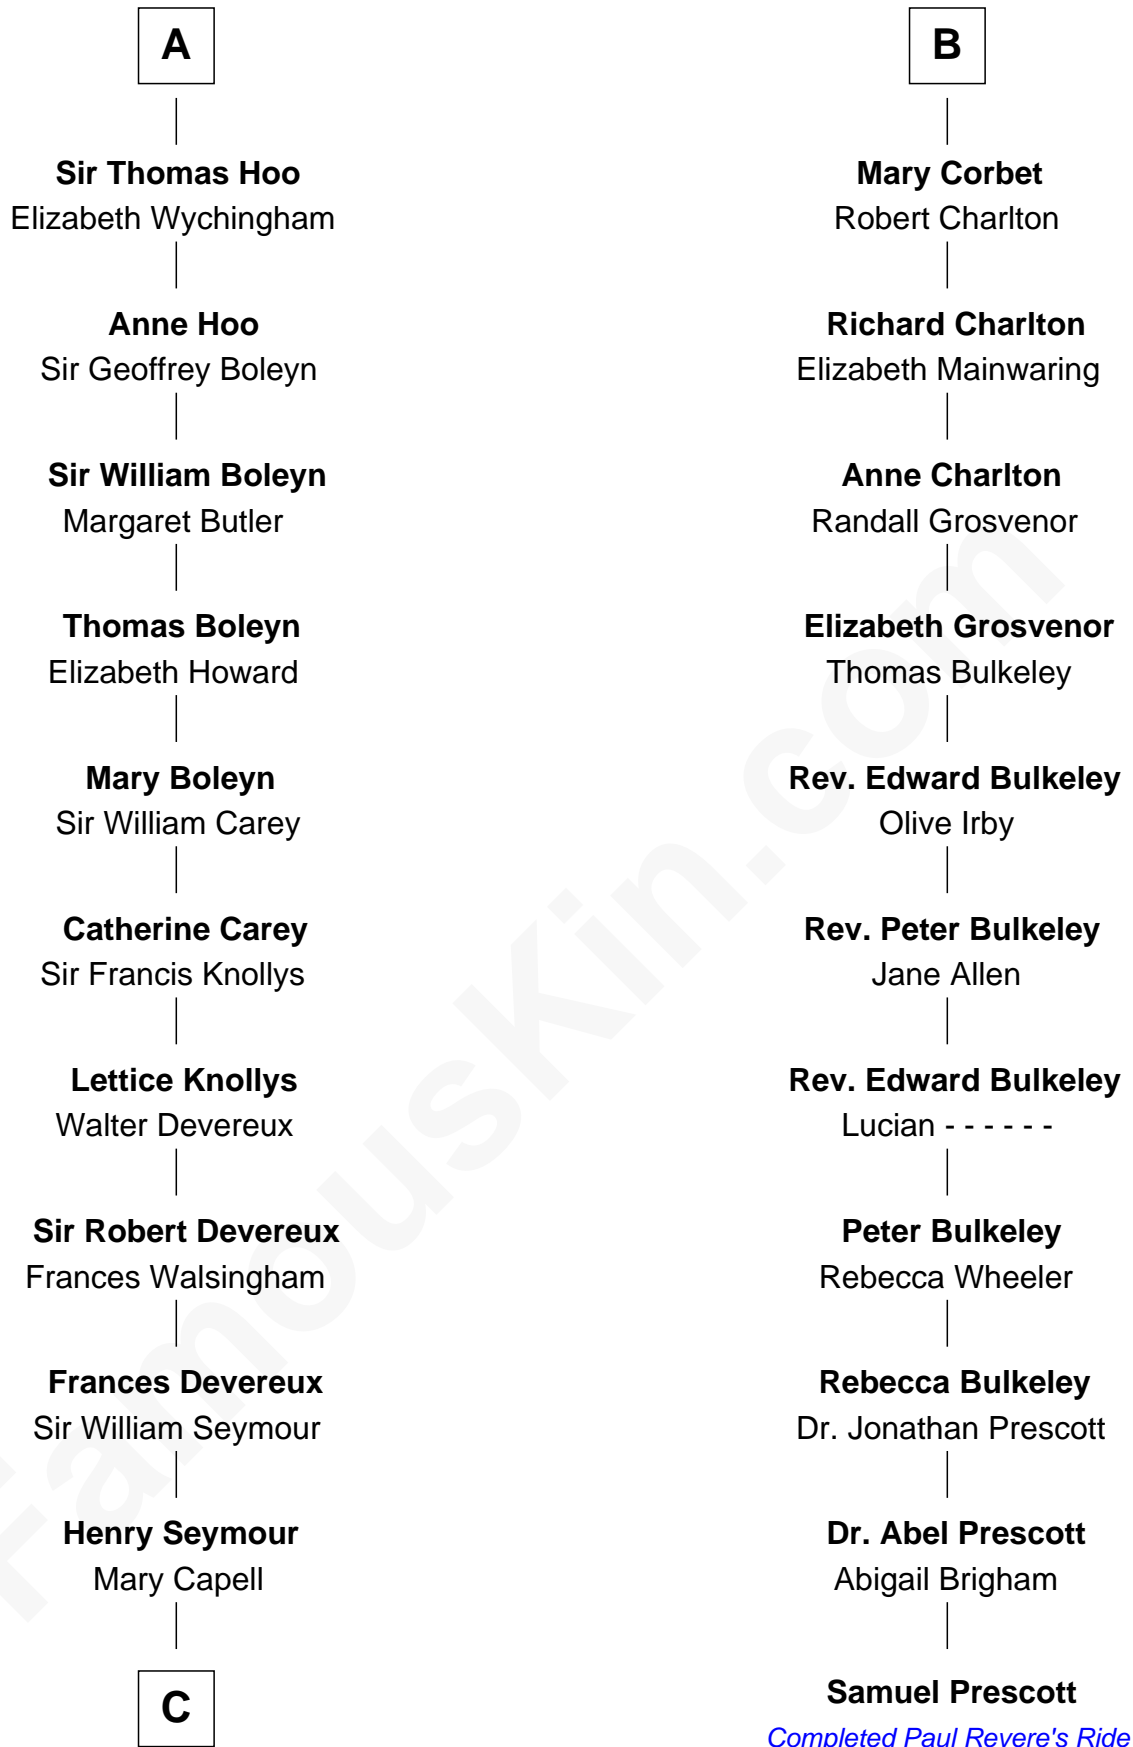 A
Sir Thomas Hoo
Elizabeth Wychingham
Anne Hoo
Sir Geoffrey Boleyn
Sir William Boleyn
Margaret Butler
Thomas Boleyn
Elizabeth Howard
Mary Boleyn
Sir William Carey
Catherine Carey
Sir Francis Knollys
Lettice Knollys
Walter Devereux
Sir Robert Devereux
Frances Walsingham
Frances Devereux
Sir William Seymour
Henry Seymour
Mary Capell
C
B
Mary Corbet
Robert Charlton
Richard Charlton
Elizabeth Mainwaring
Anne Charlton
Randall Grosvenor
Elizabeth Grosvenor
Thomas Bulkeley
Rev. Edward Bulkeley
Olive Irby
Rev. Peter Bulkeley
Jane Allen
Rev. Edward Bulkeley
Lucian - - - - - -
Peter Bulkeley
Rebecca Wheeler
Rebecca Bulkeley
Dr. Jonathan Prescott
Dr. Abel Prescott
Abigail Brigham
Samuel Prescott
Completed Paul Revere's Ride
FamousKin.com